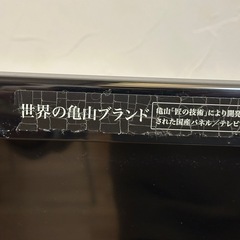 世界の亀山ブランド
亀山「匠の技術」により開発
された国産パネル／テレビ